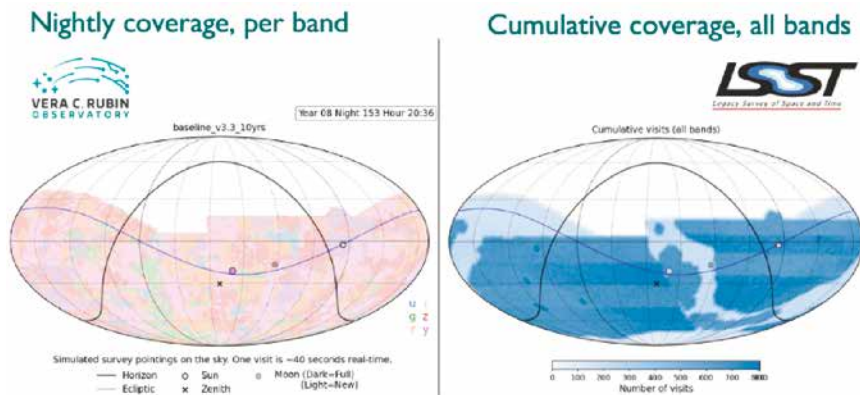 Nightly coverage, per band
Cumulative coverage, all bands
VERA C. RUBIN
OBSERVATORY
LSST
Legacy Survey of Space and Time
baseline_v3.3_10yrs
Year 08 Night 153 Hour 20:36
Cumulative visits (all bands)
u i
g z
r y
Simulated survey pointings on the sky. One visit is ~40 seconds real-time.
Horizon
Sun
Moon (Dark=Full)
(Light=New)
Ecliptic
Zenith
0 100 200 300 400 500 600 700
Number of visits